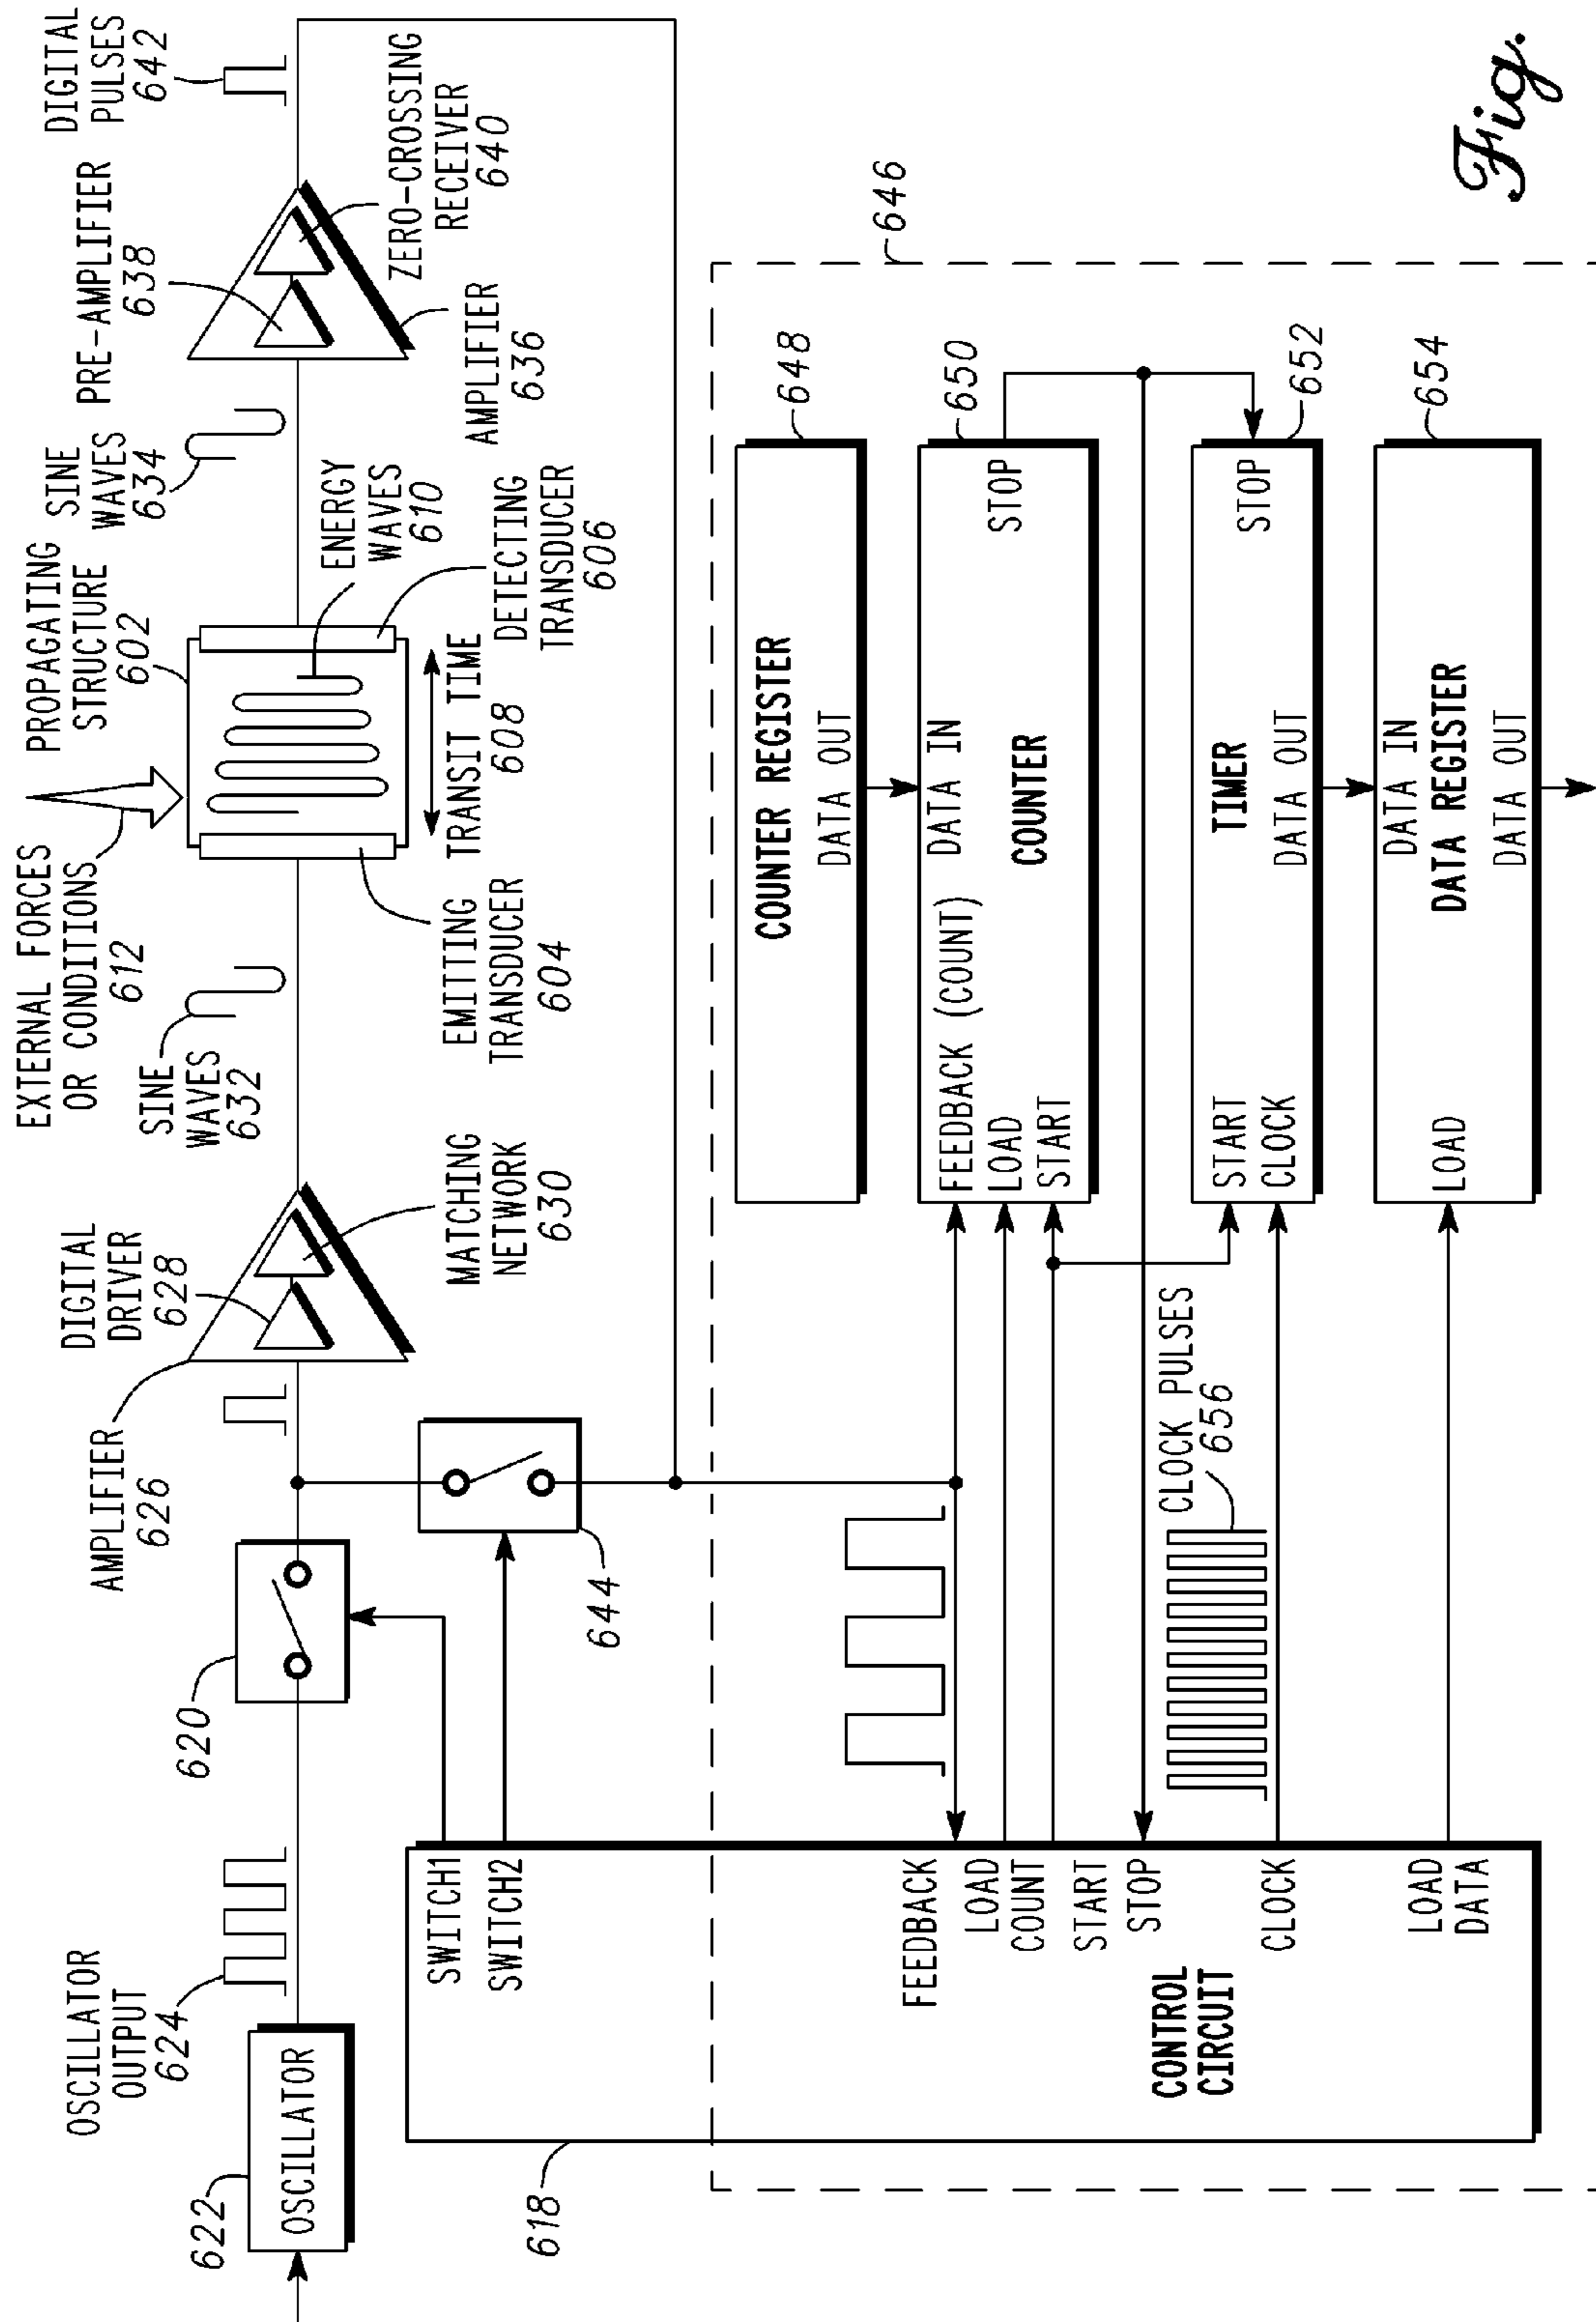 OSCILLATOR
OUTPUT
624
622
OSCILLATOR
620
AMPLIFIER
626
DIGITAL
DRIVER
628
MATCHING
NETWORK
630
SINE
WAVES
632
EXTERNAL FORCES
OR CONDITIONS
612
PROPAGATING
STRUCTURE
602
EMITTING
TRANSDUCER
604
TRANSIT TIME
608
ENERGY
WAVES
610
DETECTING
TRANSDUCER
606
SINE
WAVES
634
PRE-AMPLIFIER
638
AMPLIFIER
636
ZERO-CROSSING
RECEIVER
640
DIGITAL
PULSES
642
644
618
SWITCH1
SWITCH2
FEEDBACK
LOAD
COUNT
START
STOP
CLOCK
LOAD
DATA
CONTROL
CIRCUIT
CLOCK PULSES
656
646
COUNTER REGISTER
DATA OUT
648
FEEDBACK (COUNT)
DATA IN
LOAD
START
COUNTER
STOP
650
START
CLOCK
TIMER
DATA OUT
STOP
652
LOAD
DATA IN
DATA REGISTER
DATA OUT
654
Fig.